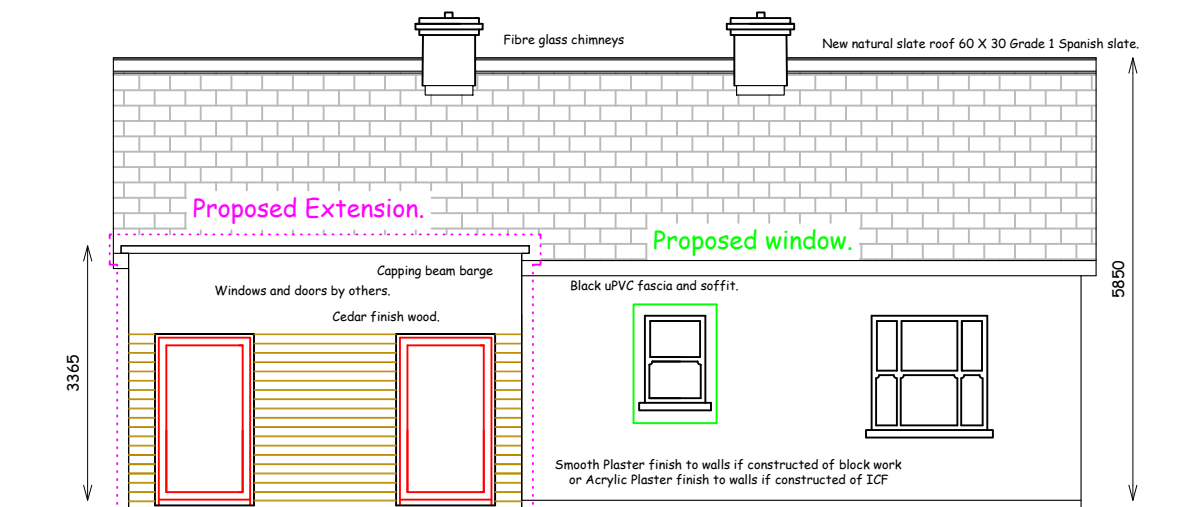 Fibre glass chimneys
New natural slate roof 60 X 30 Grade 1 Spanish slate.
Proposed Extension.
Proposed window.
Capping beam barge
Windows and doors by others.
Black uPVC fascia and soffit.
Cedar finish wood.
3365
5850
Smooth Plaster finish to walls if constructed of block work
or Acrylic Plaster finish to walls if constructed of ICF